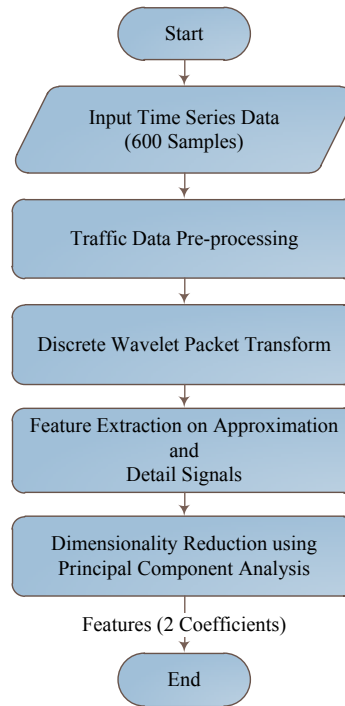 Start
Input Time Series Data
(600 Samples)
Traffic Data Pre-processing
Discrete Wavelet Packet Transform
Feature Extraction on Approximation
and
Detail Signals
Dimensionality Reduction using
Principal Component Analysis
Features (2 Coefficients)
End